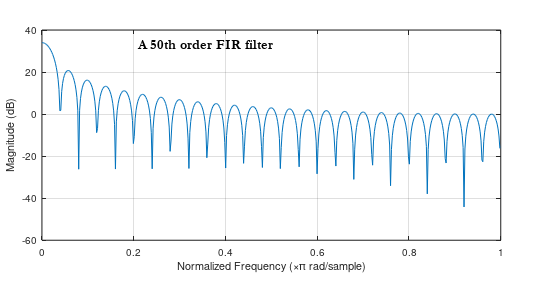 A 50th order FIR filter
40
20
0
-20
-40
-60
Magnitude (dB)
0 0.2 0.4 0.6 0.8 1
Normalized Frequency (×π rad/sample)